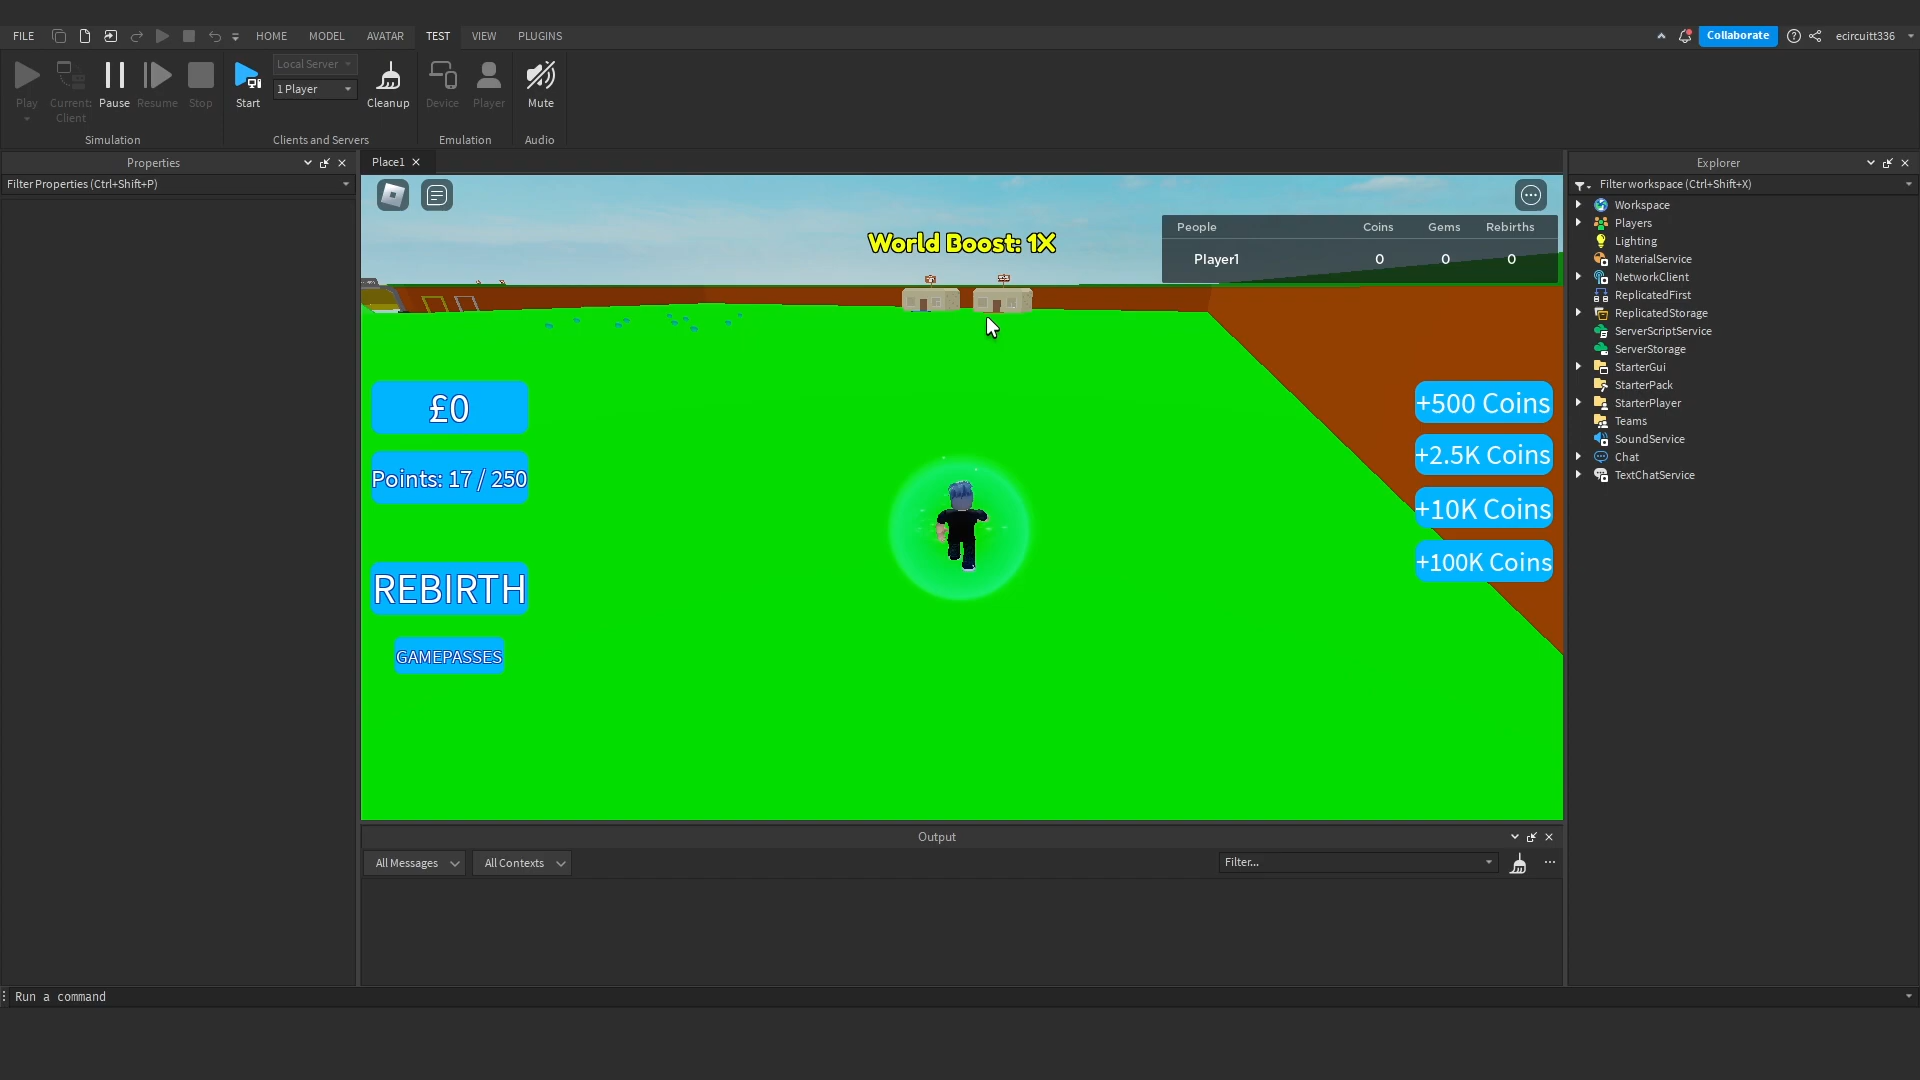 FILE HOME MODEL AVATAR TEST VIEW PLUGINS Collaborate ecircuitt336
Local Server
1 Player
Play Current: Client Pause Resume Stop Start Cleanup Device Player Mute
Simulation Clients and Servers Emulation Audio
Properties
Filter Properties (Ctrl+Shift+P)
Place1
World Boost: 1X
People Coins Gems Rebirths
Player1 0 0 0
£0
Points: 17 / 250
REBIRTH
GAMEPASSES
+500 Coins
+2.5K Coins
+10K Coins
+100K Coins
Output
All Messages All Contexts Filter...
Run a command
Explorer
Filter workspace (Ctrl+Shift+X)
Workspace
Players
Lighting
MaterialService
NetworkClient
ReplicatedFirst
ReplicatedStorage
ServerScriptService
ServerStorage
StarterGui
StarterPack
StarterPlayer
Teams
SoundService
Chat
TextChatService